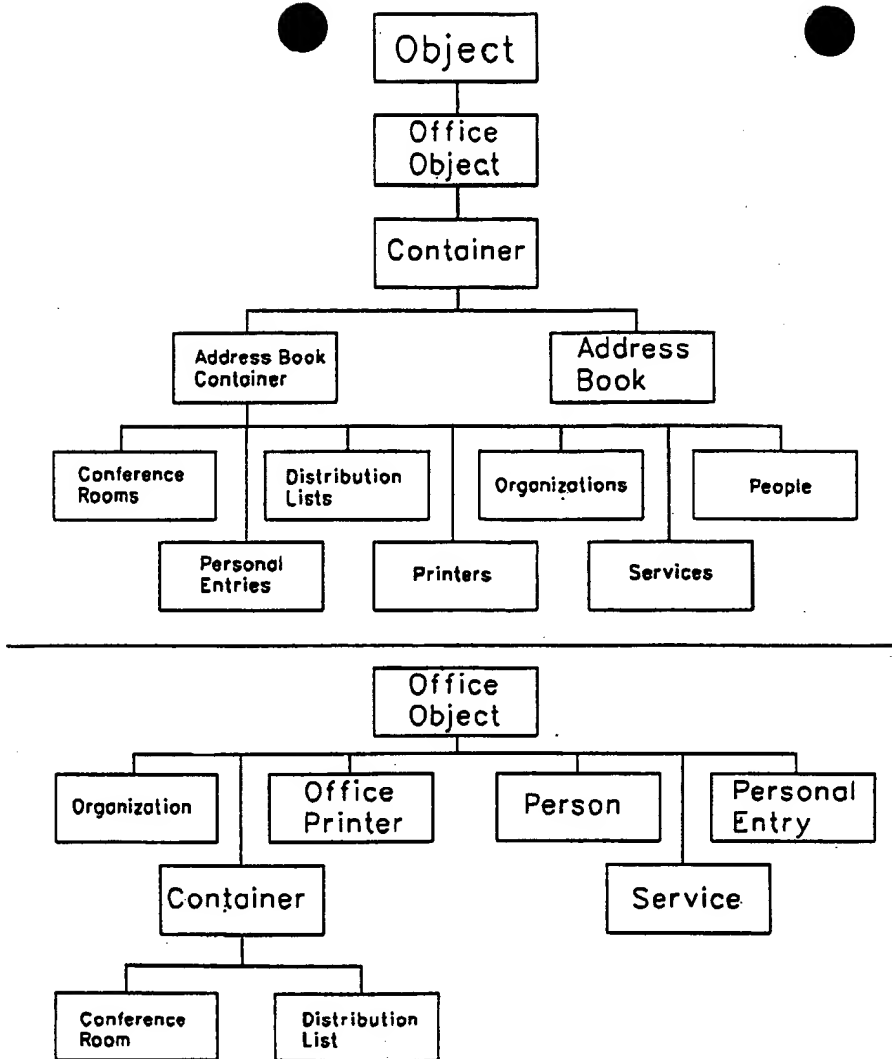 Object
Office
Object
Container
Address Book
Container
Address
Book
Conference
Rooms
Distribution
Lists
Organizations
People
Personal
Entries
Printers
Services
Office
Object
Organization
Office
Printer
Person
Personal
Entry
Container
Service
Conference
Room
Distribution
List